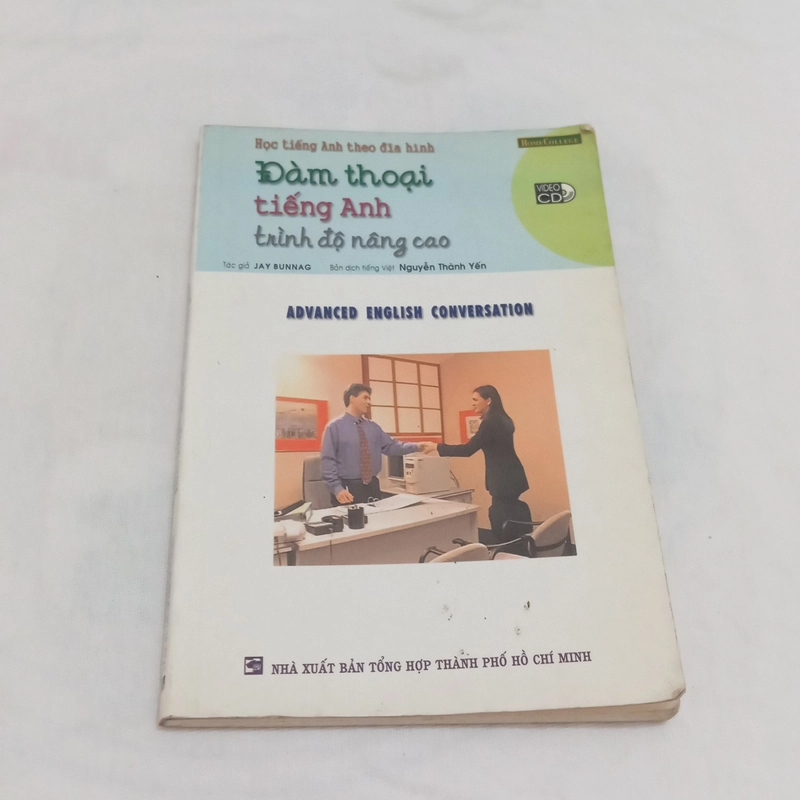 Học tiếng Anh theo đĩa hình
HOMECOLLEGE
Đàm thoại
tiếng Anh
trình độ nâng cao
VIDEO
CD
Tác giả JAY BUNNAG Bản dịch tiếng Việt Nguyễn Thành Yến
ADVANCED ENGLISH CONVERSATION
NHÀ XUẤT BẢN TỔNG HỢP THÀNH PHỐ HỒ CHÍ MINH